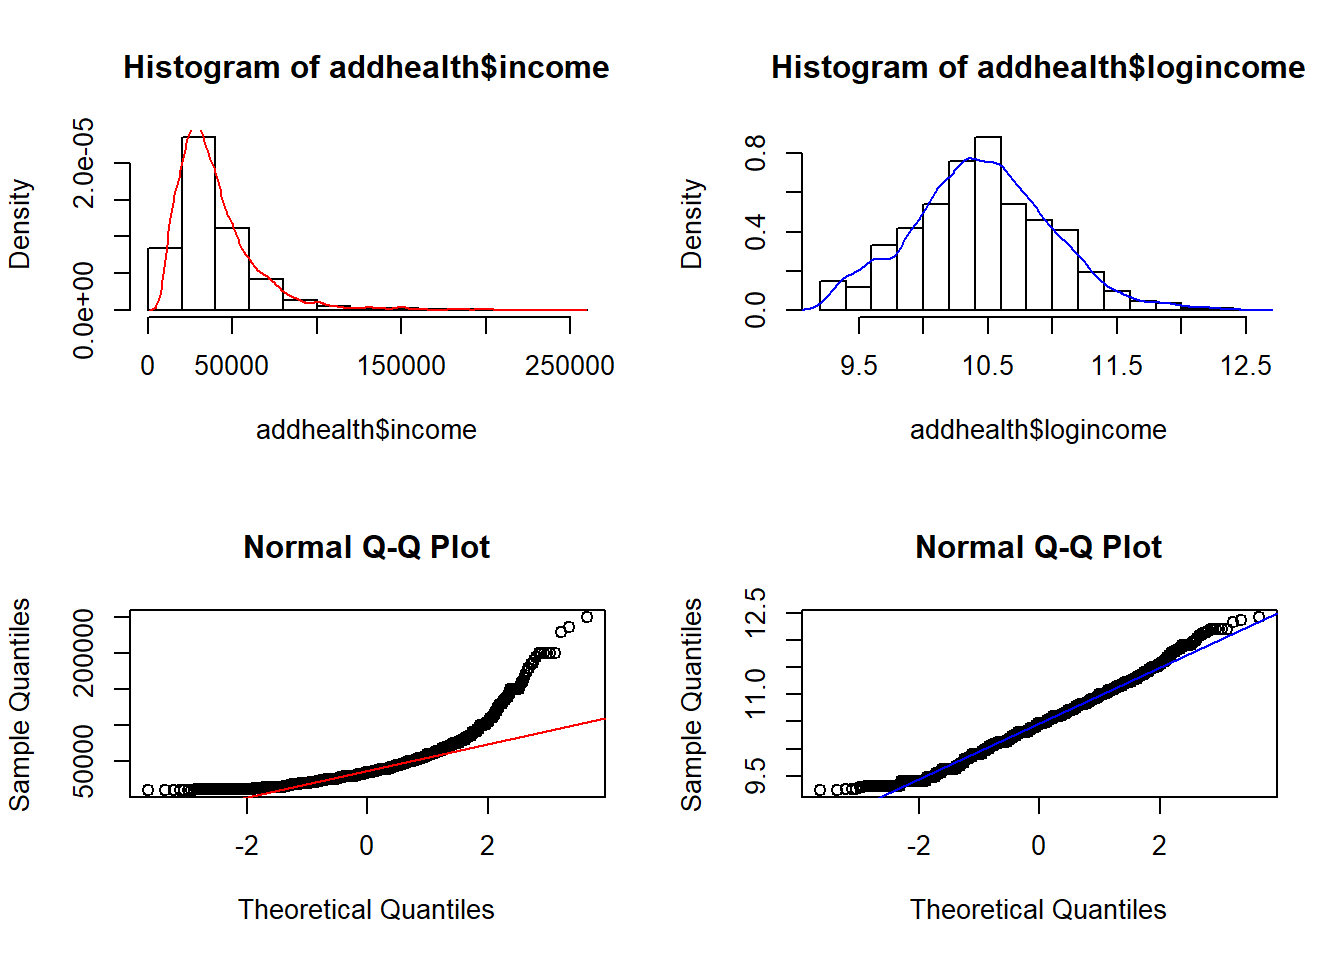 Histogram of addhealth$income
Density
0.0e+00 2.0e-05
0 50000 150000 250000
addhealth$income
Histogram of addhealth$logincome
Density
0.0 0.4 0.8
9.5 10.5 11.5 12.5
addhealth$logincome
Normal Q-Q Plot
Sample Quantiles
50000 200000
-2 0 2
Theoretical Quantiles
Normal Q-Q Plot
Sample Quantiles
9.5 11.0 12.5
-2 0 2
Theoretical Quantiles